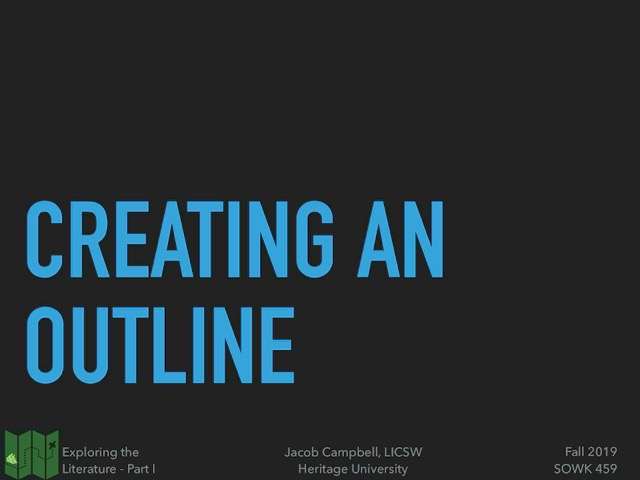 CREATING AN
OUTLINE
Exploring the
Literature - Part I
Jacob Campbell, LICSW
Heritage University
Fall 2019
SOWK 459